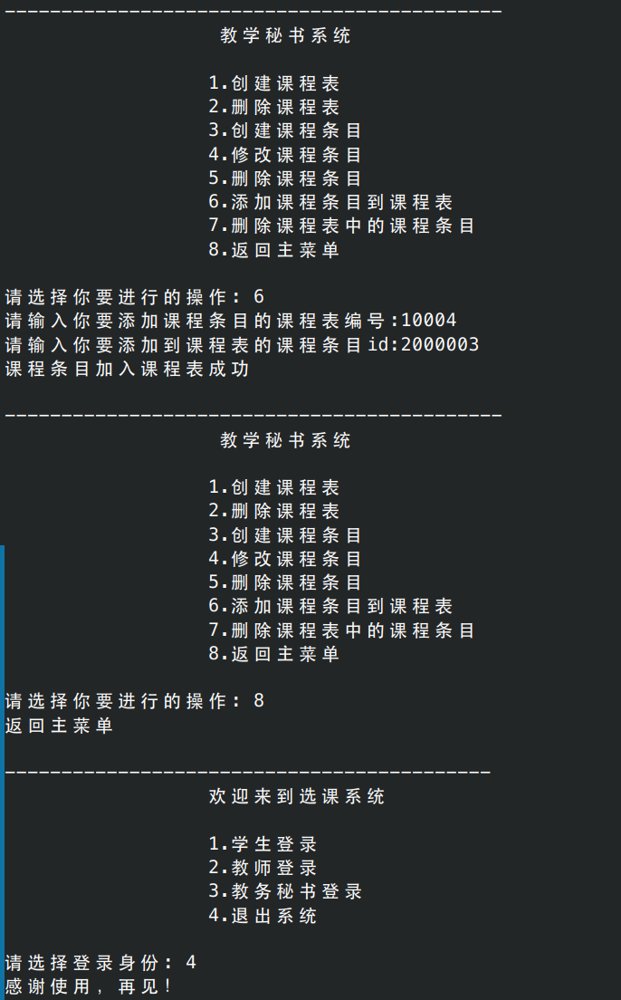 --------------------------------------------
教学秘书系统
1.创建课程表
2.删除课程表
3.创建课程条目
4.修改课程条目
5.删除课程条目
6.添加课程条目到课程表
7.删除课程表中的课程条目
8.返回主菜单
请选择你要进行的操作: 6
请输入你要添加课程条目的课程表编号:10004
请输入你要添加到课程表的课程条目id:2000003
课程条目加入课程表成功
--------------------------------------------
教学秘书系统
1.创建课程表
2.删除课程表
3.创建课程条目
4.修改课程条目
5.删除课程条目
6.添加课程条目到课程表
7.删除课程表中的课程条目
8.返回主菜单
请选择你要进行的操作: 8
返回主菜单
-------------------------------------------
欢迎来到选课系统
1.学生登录
2.教师登录
3.教务秘书登录
4.退出系统
请选择登录身份: 4
感谢使用，再见！